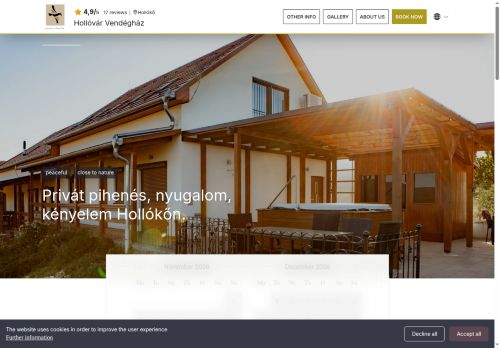 4,9/5 17 reviews | Hollókő
Hollóvár Vendégház
OTHER INFO
GALLERY
ABOUT US
BOOK NOW
peaceful
close to nature
Privát pihenés, nyugalom,
kényelem Hollókőn.
November 2026
December 2026
The website uses cookies in order to improve the user experience
Further information
Decline all
Accept all